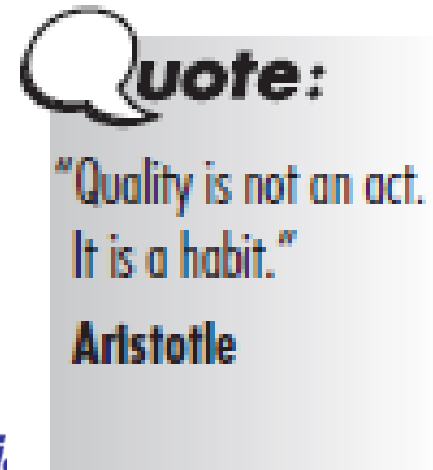 Quote:
"Quality is not an act.
It is a habit."
Aristotle